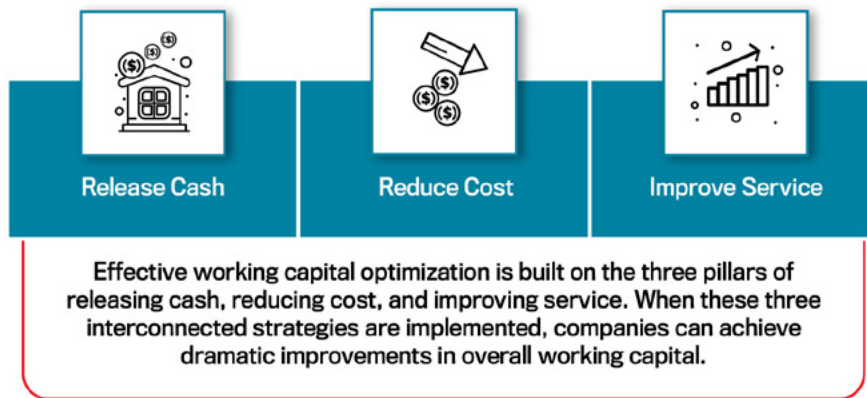 Release Cash
Reduce Cost
Improve Service
Effective working capital optimization is built on the three pillars of
releasing cash, reducing cost, and improving service. When these three
interconnected strategies are implemented, companies can achieve
dramatic improvements in overall working capital.